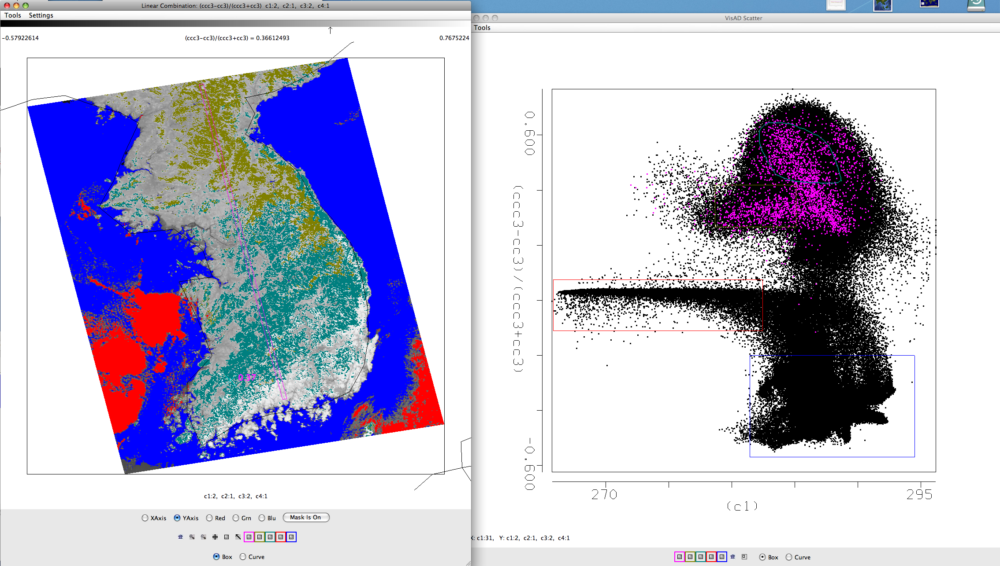 Linear Combination: (ccc3-cc3)/(ccc3+cc3) c1:2, c2:1, c3:2, c4:1
Tools Settings
-0.57922614 (ccc3-cc3)/(ccc3+cc3) = 0.36612493 0.7675224
0.37
c1:2, c2:1, c3:2, c4:1
XAxis YAxis Red Grn Blu Mask Is On
Box Curve
VisAD Scatter
Tools
0.600
(ccc3-cc3)/(ccc3+cc3)
-0.600
270 295
(c1)
X: c1:31, Y: c1:2, c2:1, c3:2, c4:1
Box Curve